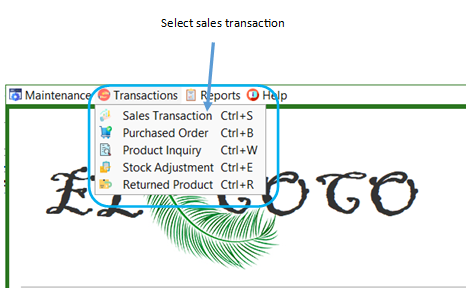 Select sales transaction
Maintenance Transactions Reports Help
Sales Transaction Ctrl+S
Purchased Order Ctrl+B
Product Inquiry Ctrl+W
Stock Adjustment Ctrl+E
Returned Product Ctrl+R
EL COCO